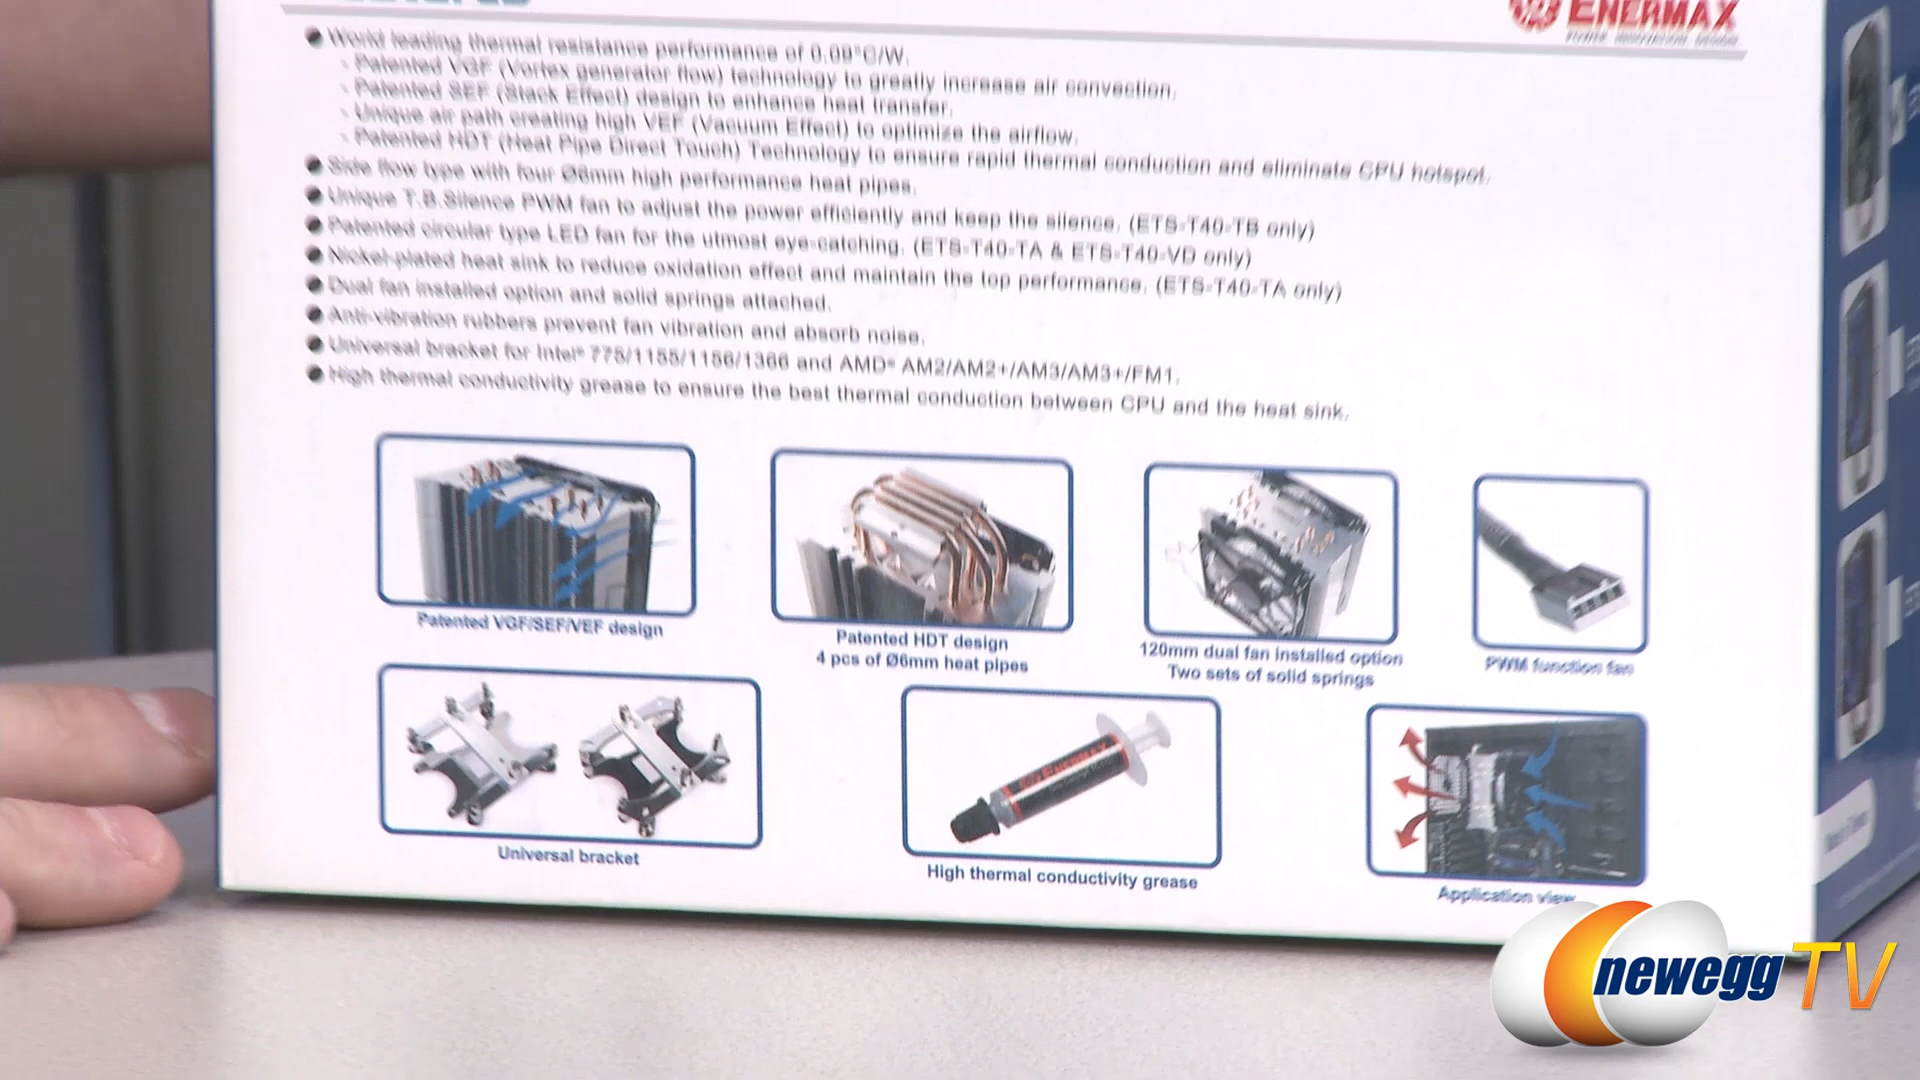 ENERMAX
POWER INNOVATION DESIGN
● World leading thermal resistance performance of 0.09°C/W.
- Patented VGF (Vortex generator flow) technology to greatly increase air convection.
- Patented SEF (Stack Effect) design to enhance heat transfer.
- Unique air path creating high VEF (Vacuum Effect) to optimize the airflow.
- Patented HDT (Heat Pipe Direct Touch) Technology to ensure rapid thermal conduction and eliminate CPU hotspot.
● Side flow type with four Ø6mm high performance heat pipes.
● Unique T.B.Silence PWM fan to adjust the power efficiently and keep the silence. (ETS-T40-TB only)
● Patented circular type LED fan for the utmost eye-catching. (ETS-T40-TA & ETS-T40-VD only)
● Nickel-plated heat sink to reduce oxidation effect and maintain the top performance. (ETS-T40-TA only)
● Dual fan installed option and solid springs attached.
● Anti-vibration rubbers prevent fan vibration and absorb noise.
● Universal bracket for Intel® 775/1155/1156/1366 and AMD® AM2/AM2+/AM3/AM3+/FM1.
● High thermal conductivity grease to ensure the best thermal conduction between CPU and the heat sink.
Patented VGF/SEF/VEF design
Patented HDT design
4 pcs of Ø6mm heat pipes
120mm dual fan installed option
Two sets of solid springs
PWM function fan
ENERMAX
Universal bracket
High thermal conductivity grease
Application view
newegg TV